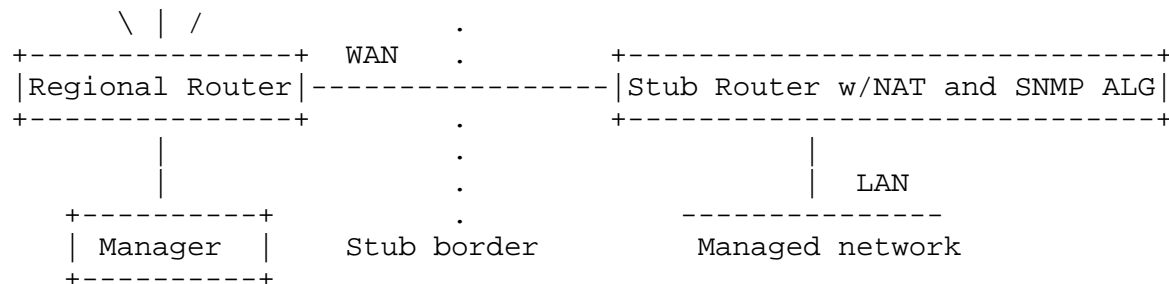 \ | / .
+---------------+ WAN . +-----------------------------+
|Regional Router|-----------------|Stub Router w/NAT and SNMP ALG|
+---------------+ . +-----------------------------+
| . |
| . | LAN
+----------+ . ---------------
| Manager | Stub border Managed network
+----------+